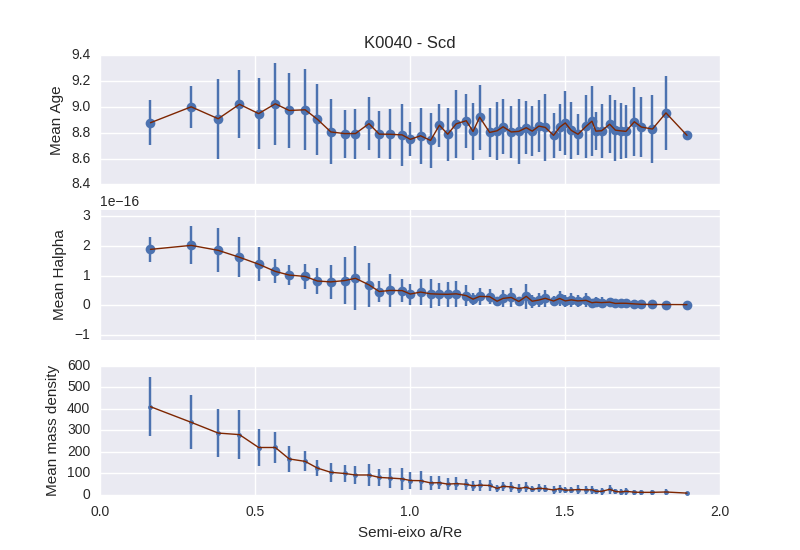 K0040 - Scd
9.4
9.2
9.0
8.8
8.6
8.4
Mean Age
1e−16
3
2
1
0
−1
Mean Halpha
600
500
400
300
200
100
0
Mean mass density
0.0 0.5 1.0 1.5 2.0
Semi-eixo a/Re